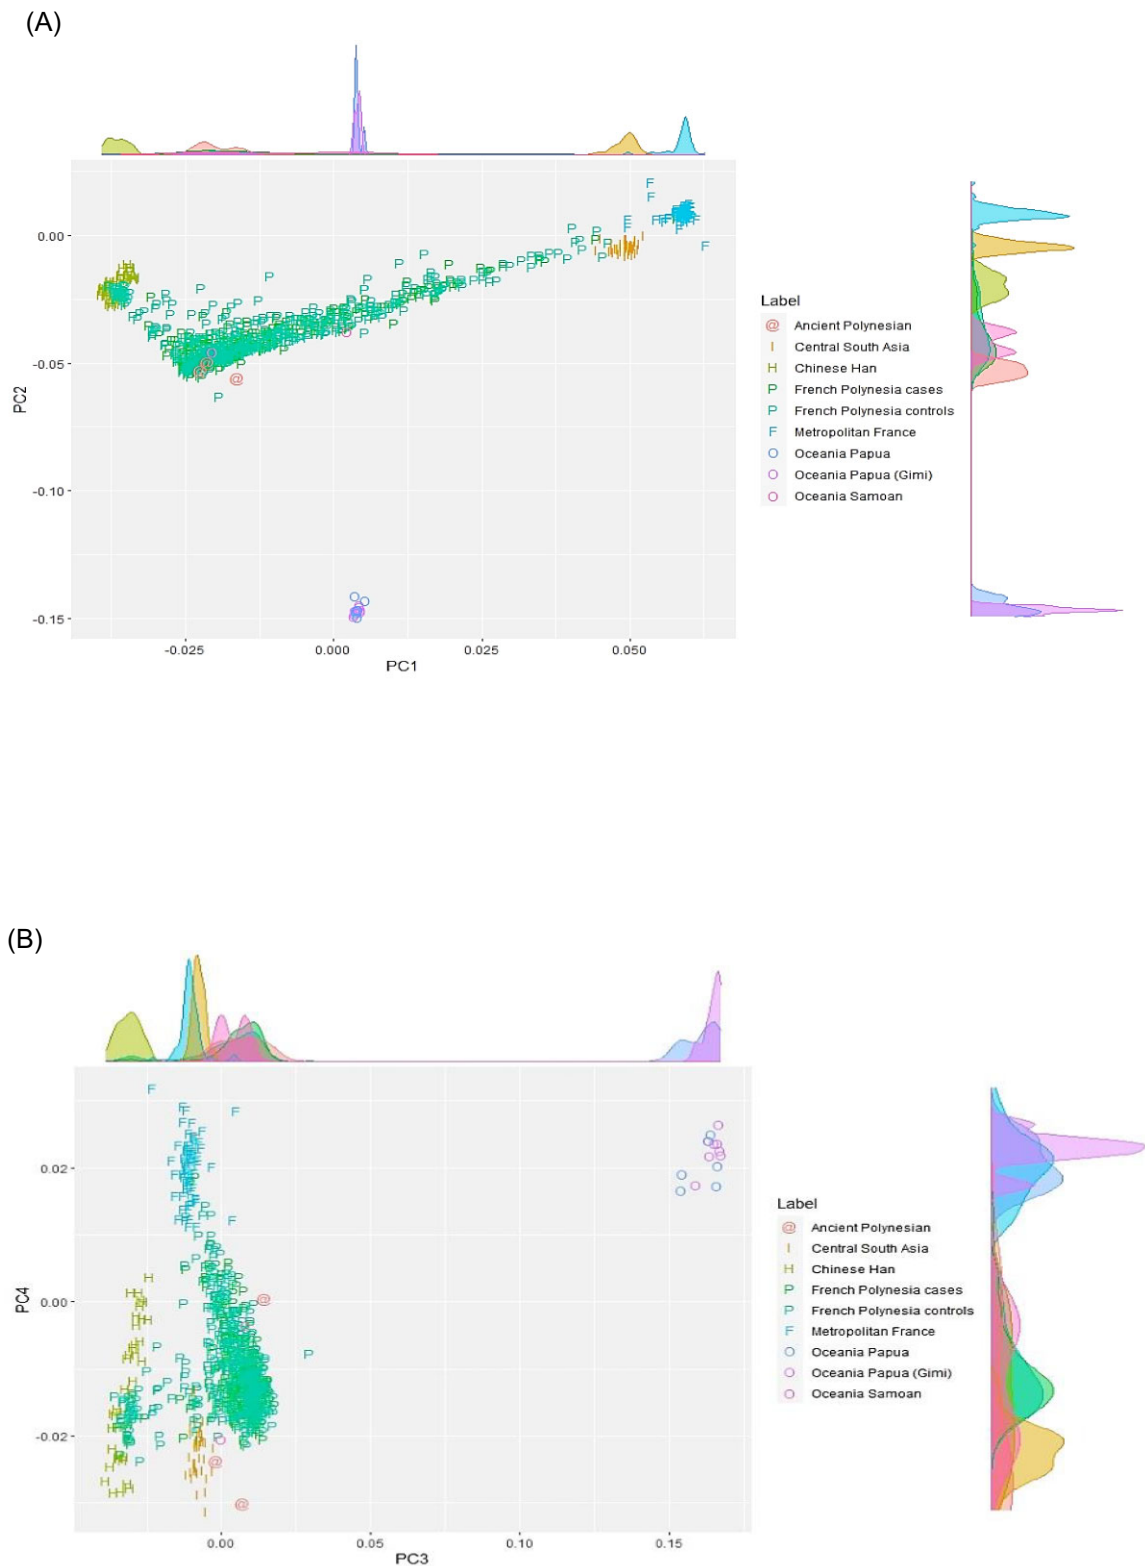 (A)
0.00
-0.05
-0.10
-0.15
PC2
-0.025
0.000
0.025
0.050
PC1
Label
@ Ancient Polynesian
I Central South Asia
H Chinese Han
P French Polynesia cases
P French Polynesia controls
F Metropolitan France
O Oceania Papua
O Oceania Papua (Gimi)
O Oceania Samoan
(B)
0.02
0.00
-0.02
PC4
0.00
0.05
0.10
0.15
PC3
Label
@ Ancient Polynesian
I Central South Asia
H Chinese Han
P French Polynesia cases
P French Polynesia controls
F Metropolitan France
O Oceania Papua
O Oceania Papua (Gimi)
O Oceania Samoan